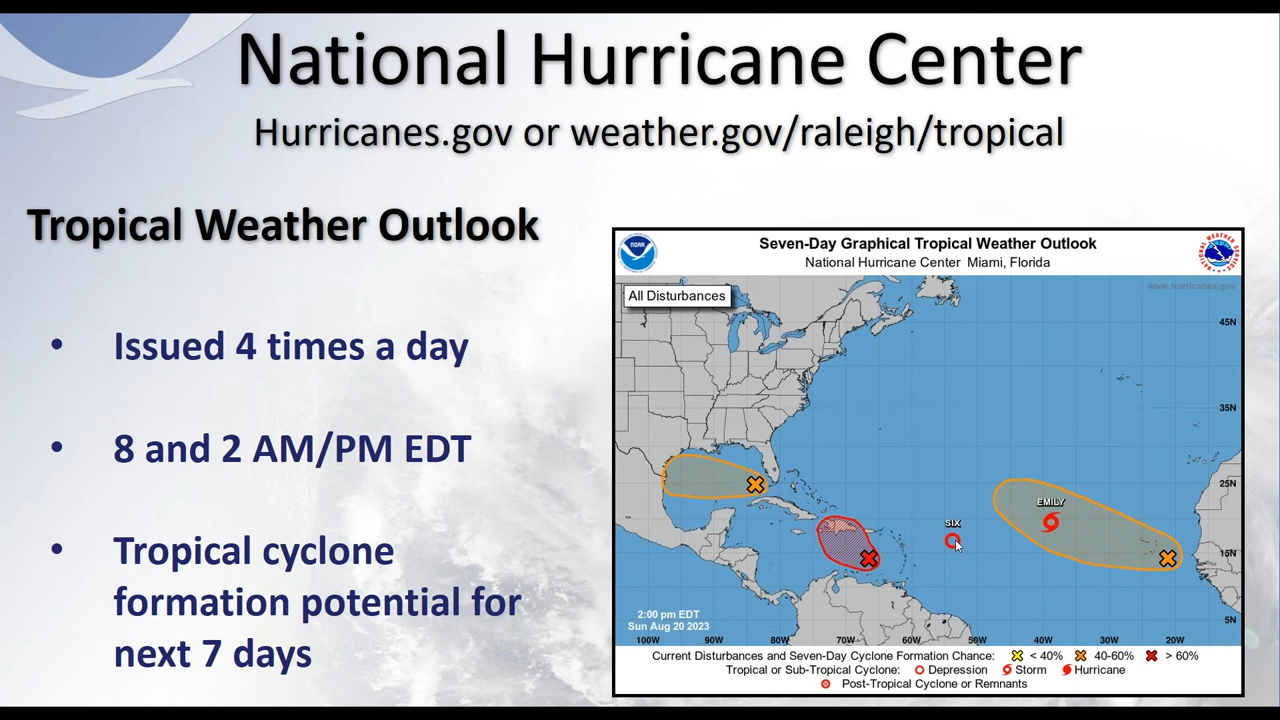 National Hurricane Center
Hurricanes.gov or weather.gov/raleigh/tropical
Tropical Weather Outlook
• Issued 4 times a day
• 8 and 2 AM/PM EDT
• Tropical cyclone
formation potential for
next 7 days
NOAA
Seven-Day Graphical Tropical Weather Outlook
National Hurricane Center Miami, Florida
All Disturbances
www.hurricanes.gov
45N
35N
25N
EMILY
SIX
15N
5N
2:00 pm EDT
Sun Aug 20 2023
100W 90W 80W 70W 60W 50W 40W 30W 20W
Current Disturbances and Seven-Day Cyclone Formation Chance: < 40% 40-60% > 60%
Tropical or Sub-Tropical Cyclone: Depression Storm Hurricane
Post-Tropical Cyclone or Remnants